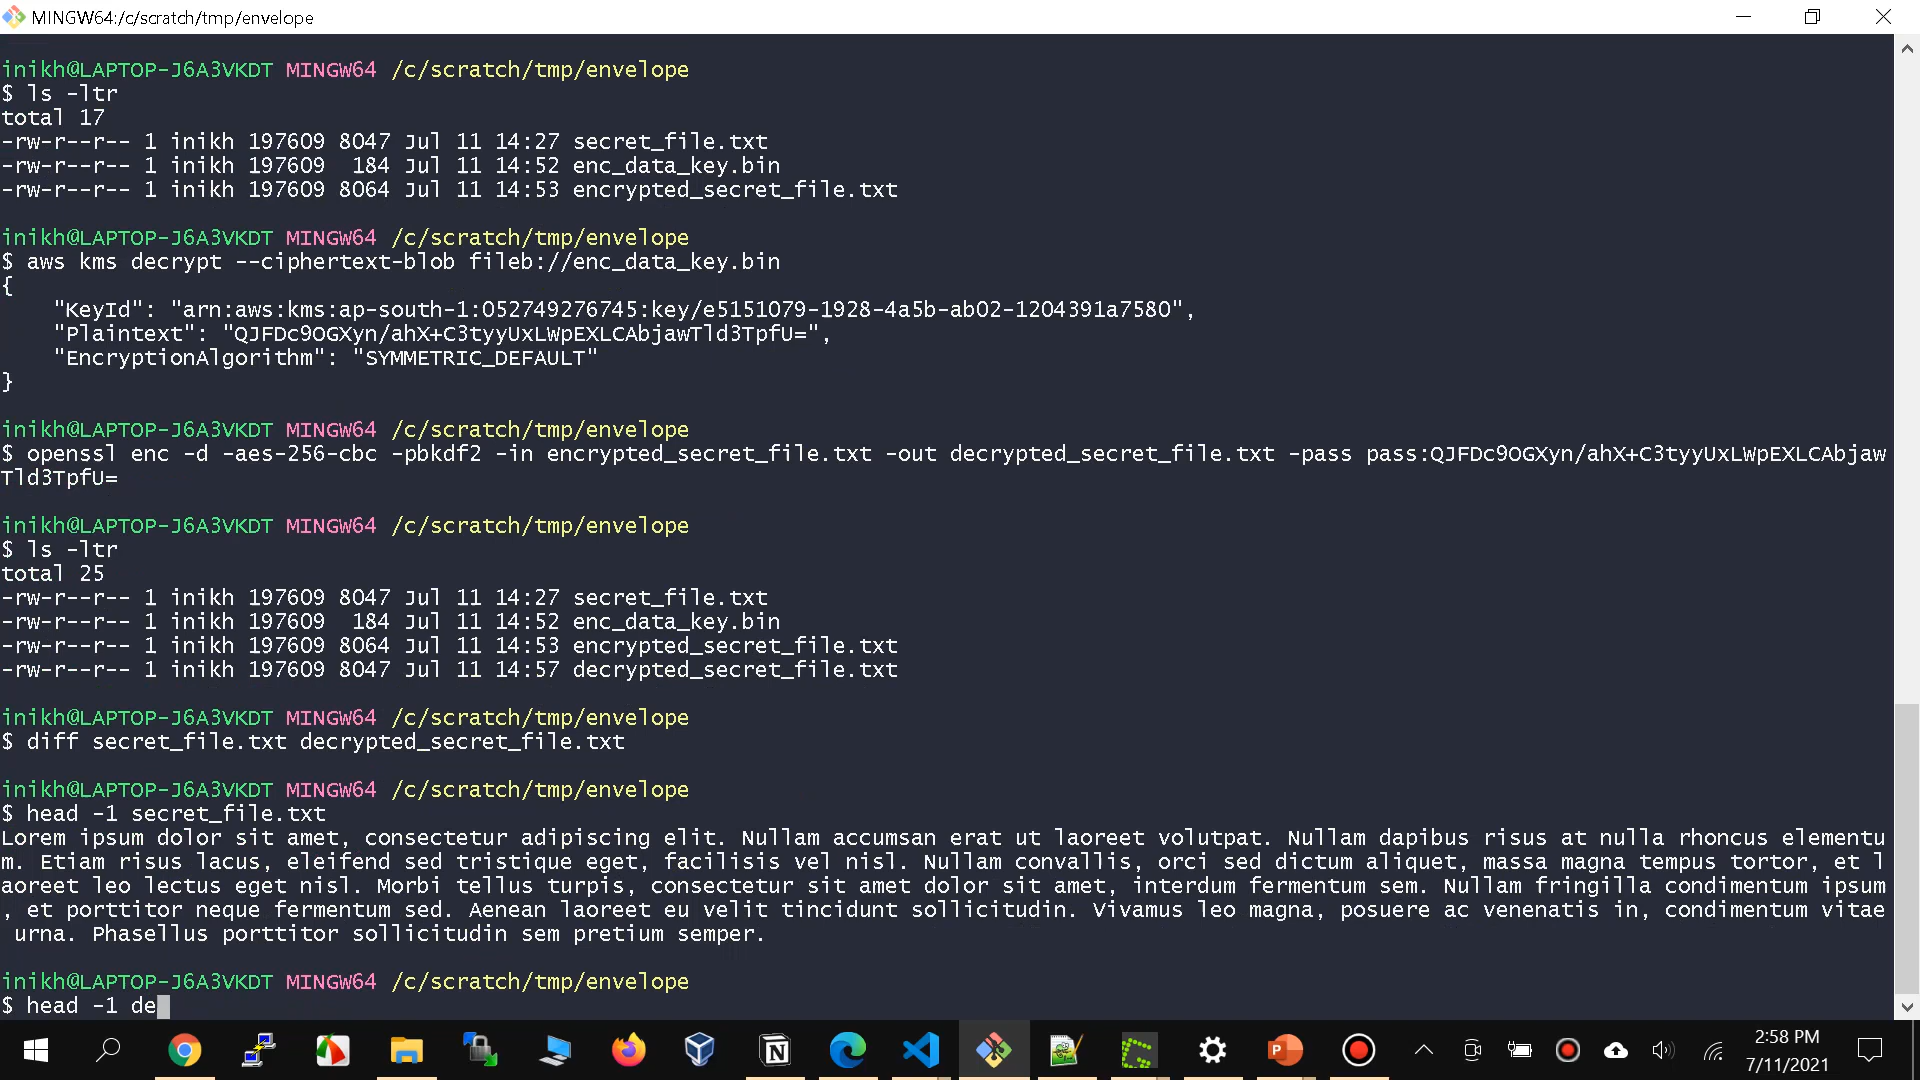 MINGW64:/c/scratch/tmp/envelope
inikh@LAPTOP-J6A3VKDT MINGW64 /c/scratch/tmp/envelope
$ ls -ltr
total 17
-rw-r--r-- 1 inikh 197609 8047 Jul 11 14:27 secret_file.txt
-rw-r--r-- 1 inikh 197609  184 Jul 11 14:52 enc_data_key.bin
-rw-r--r-- 1 inikh 197609 8064 Jul 11 14:53 encrypted_secret_file.txt
inikh@LAPTOP-J6A3VKDT MINGW64 /c/scratch/tmp/envelope
$ aws kms decrypt --ciphertext-blob fileb://enc_data_key.bin
{
    "KeyId": "arn:aws:kms:ap-south-1:052749276745:key/e5151079-1928-4a5b-ab02-1204391a7580",
    "Plaintext": "QJFDc9OGXyn/ahX+C3tyyUxLWpEXLCAbjawTld3TpfU=",
    "EncryptionAlgorithm": "SYMMETRIC_DEFAULT"
}
inikh@LAPTOP-J6A3VKDT MINGW64 /c/scratch/tmp/envelope
$ openssl enc -d -aes-256-cbc -pbkdf2 -in encrypted_secret_file.txt -out decrypted_secret_file.txt -pass pass:QJFDc9OGXyn/ahX+C3tyyUxLWpEXLCAbjaw
Tld3TpfU=
inikh@LAPTOP-J6A3VKDT MINGW64 /c/scratch/tmp/envelope
$ ls -ltr
total 25
-rw-r--r-- 1 inikh 197609 8047 Jul 11 14:27 secret_file.txt
-rw-r--r-- 1 inikh 197609  184 Jul 11 14:52 enc_data_key.bin
-rw-r--r-- 1 inikh 197609 8064 Jul 11 14:53 encrypted_secret_file.txt
-rw-r--r-- 1 inikh 197609 8047 Jul 11 14:57 decrypted_secret_file.txt
inikh@LAPTOP-J6A3VKDT MINGW64 /c/scratch/tmp/envelope
$ diff secret_file.txt decrypted_secret_file.txt
inikh@LAPTOP-J6A3VKDT MINGW64 /c/scratch/tmp/envelope
$ head -1 secret_file.txt
Lorem ipsum dolor sit amet, consectetur adipiscing elit. Nullam accumsan erat ut laoreet volutpat. Nullam dapibus risus at nulla rhoncus elementu
m. Etiam risus lacus, eleifend sed tristique eget, facilisis vel nisl. Nullam convallis, orci sed dictum aliquet, massa magna tempus tortor, et l
aoreet leo lectus eget nisl. Morbi tellus turpis, consectetur sit amet dolor sit amet, interdum fermentum sem. Nullam fringilla condimentum ipsum
, et porttitor neque fermentum sed. Aenean laoreet eu velit tincidunt sollicitudin. Vivamus leo magna, posuere ac venenatis in, condimentum vitae
 urna. Phasellus porttitor sollicitudin sem pretium semper.
inikh@LAPTOP-J6A3VKDT MINGW64 /c/scratch/tmp/envelope
$ head -1 de
2:58 PM
7/11/2021